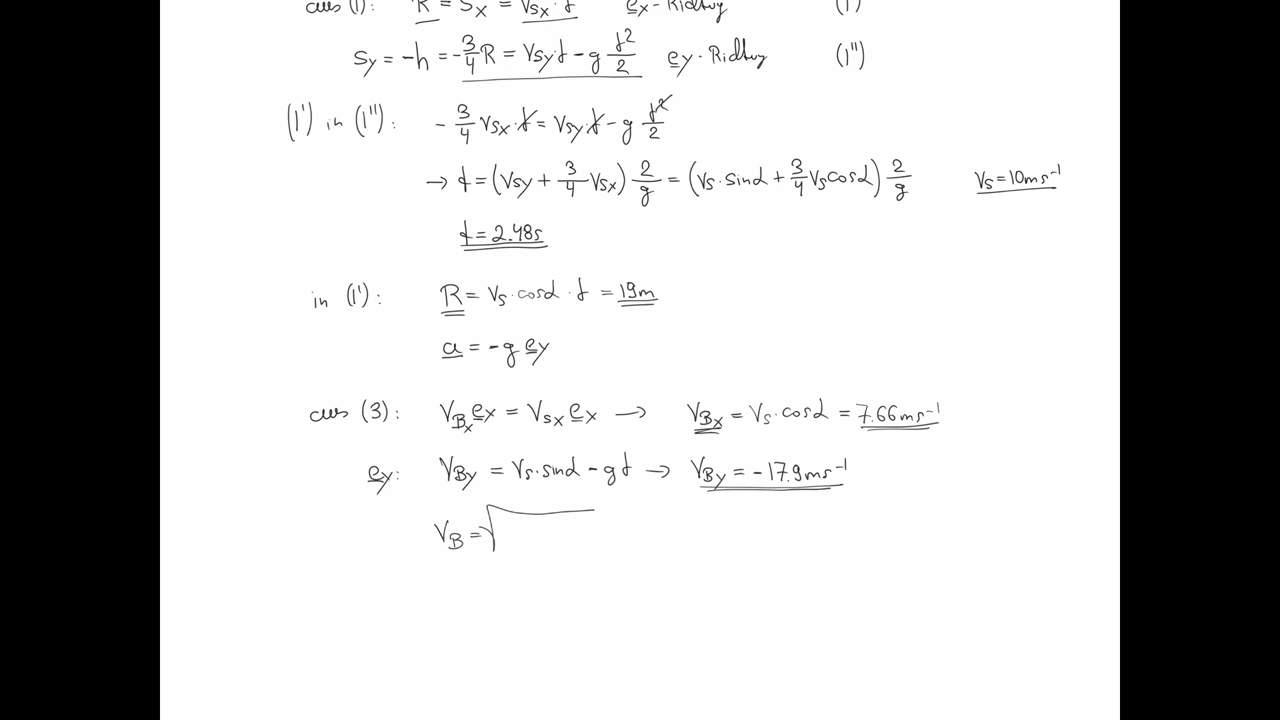 aus (1): R = Sx = Vsx · t ex - Richtung (1')
Sy = -h = -3/4 R = Vsy t - g t²/2 ey - Richtung (1'')
(1') in (1''): - 3/4 Vsx · t = Vsy · t - g t²/2
→ t = (Vsy + 3/4 Vsx) 2/g = (Vs · sinα + 3/4 Vs cosα) 2/g Vs = 10ms⁻¹
t = 2.48s
in (1'): R = Vs · cosα · t = 19m
a = -g ey
aus (3): VBx ex = Vsx ex → VBx = Vs · cosα = 7.66ms⁻¹
ey: VBy = Vs · sinα - gt → VBy = -17.9ms⁻¹
VB = √